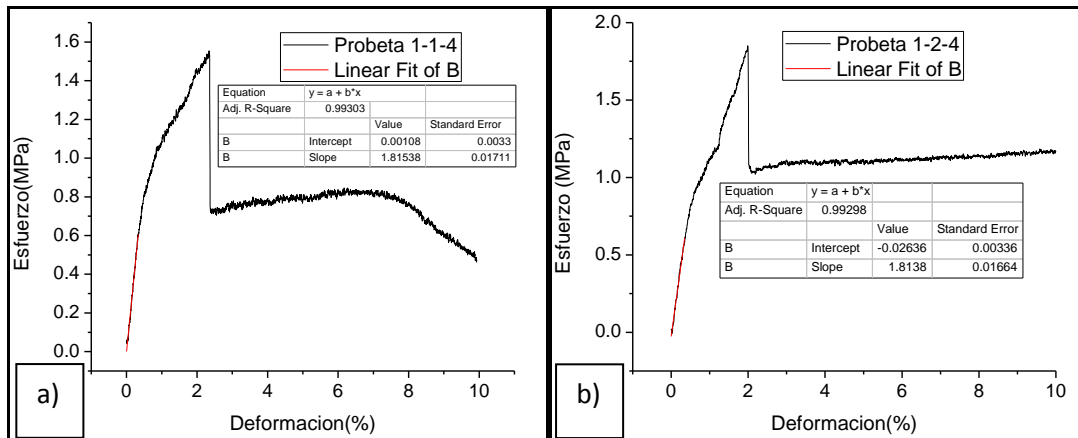 Esfuerzo(MPa)
1.6
1.4
1.2
1.0
0.8
0.6
0.4
0.2
0.0
Probeta 1-1-4
Linear Fit of B
Equation y = a + b*x
Adj. R-Square 0.99303
Value Standard Error
B Intercept 0.00108 0.0033
B Slope 1.81538 0.01711
0 2 4 6 8 10
Deformacion(%)
a)
Esfuerzo (MPa)
2.0
1.5
1.0
0.5
0.0
Probeta 1-2-4
Linear Fit of B
Equation y = a + b*x
Adj. R-Square 0.99298
Value Standard Error
B Intercept -0.02636 0.00336
B Slope 1.8138 0.01664
0 2 4 6 8 10
Deformacion(%)
b)